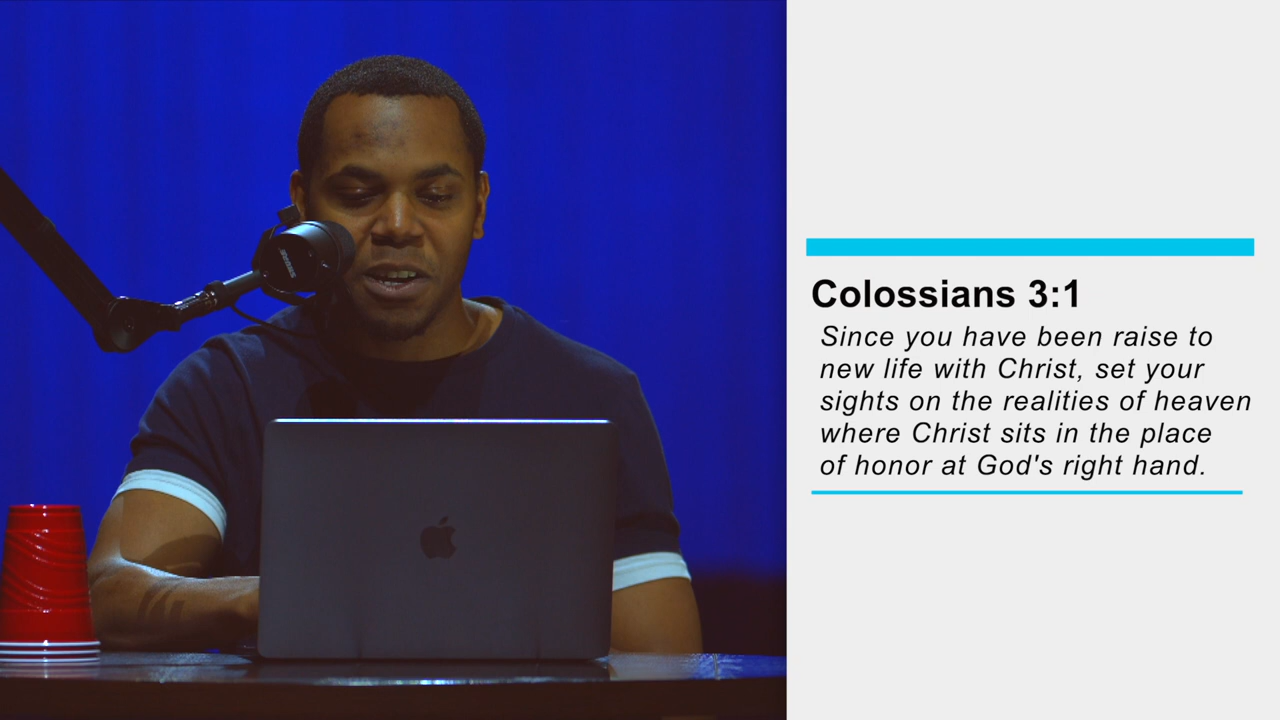 SHURE
Colossians 3:1
Since you have been raise to
new life with Christ, set your
sights on the realities of heaven
where Christ sits in the place
of honor at God's right hand.